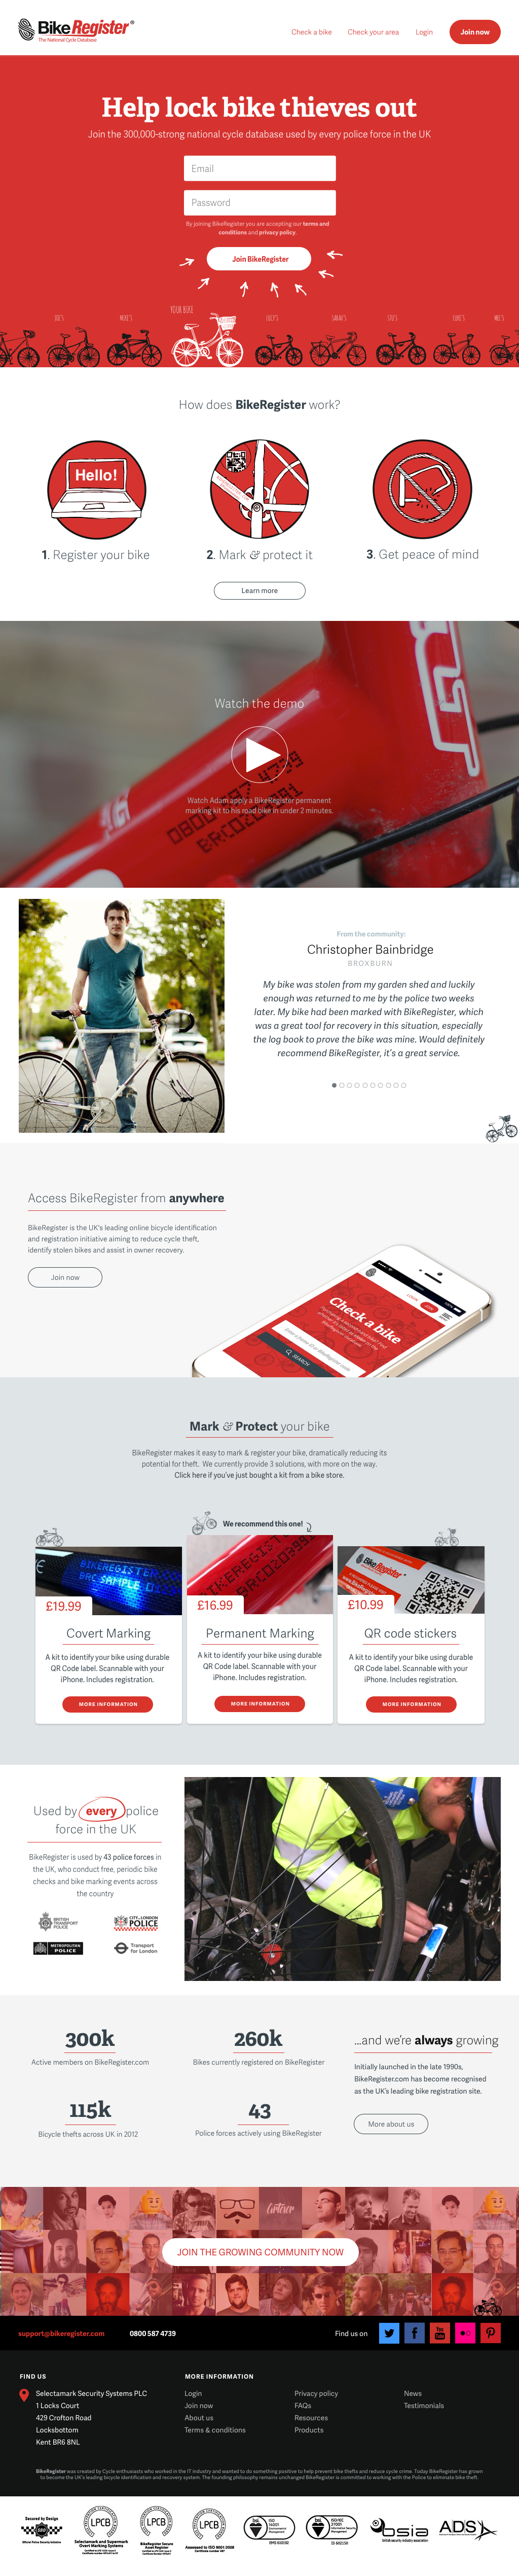 BikeRegister®
The National Cycle Database
Check a bike
Check your area
Login
Join now
Help lock bike thieves out
Join the 300,000-strong national cycle database used by every police force in the UK
Email
Password
By joining BikeRegister you are accepting our terms and
conditions and privacy policy.
Join BikeRegister
JOE'S
MIKE'S
YOUR BIKE
LUCY'S
SARAH'S
STU'S
LUKE'S
How does BikeRegister work?
Hello!
1. Register your bike
2. Mark & protect it
3. Get peace of mind
Learn more
Watch the demo
Watch Adam apply a BikeRegister permanent
marking kit to his road bike in under 2 minutes.
From the community:
Christopher Bainbridge
BROXBURN
My bike was stolen from my garden shed and luckily
enough was returned to me by the police two weeks
later. My bike had been marked with BikeRegister, which
was a great tool for recovery in this situation, especially
the log book to prove the bike was mine. Would definitely
recommend BikeRegister, it's a great service.
Access BikeRegister from anywhere
BikeRegister is the UK's leading online bicycle identification
and registration initiative aiming to reduce cycle theft,
identify stolen bikes and assist in owner recovery.
Join now
Check a bike
SEARCH
Mark & Protect your bike
BikeRegister makes it easy to mark & register your bike, dramatically reducing its
potential for theft. We currently provide 3 solutions, with more on the way.
Click here if you've just bought a kit from a bike store.
We recommend this one!
BIKEREGISTER
BRC SAMPLE
BikeRegister
£19.99
£16.99
£10.99
Covert Marking
A kit to identify your bike using durable
QR Code label. Scannable with your
iPhone. Includes registration.
MORE INFORMATION
Permanent Marking
A kit to identify your bike using durable
QR Code label. Scannable with your
iPhone. Includes registration.
MORE INFORMATION
QR code stickers
A kit to identify your bike using durable
QR Code label. Scannable with your
iPhone. Includes registration.
MORE INFORMATION
Used by every police
force in the UK
BikeRegister is used by 43 police forces in
the UK, who conduct free, periodic bike
checks and bike marking events across
the country
BRITISH
TRANSPORT
POLICE
CITY of LONDON
POLICE
METROPOLITAN
POLICE
Transport
for London
300k
Active members on BikeRegister.com
260k
Bikes currently registered on BikeRegister
115k
Bicycle thefts across UK in 2012
43
Police forces actively using BikeRegister
...and we're always growing
Initially launched in the late 1990s,
BikeRegister.com has become recognised
as the UK's leading bike registration site.
More about us
JOIN THE GROWING COMMUNITY NOW
support@bikeregister.com
0800 587 4739
Find us on
You
Tube
FIND US
Selectamark Security Systems PLC
1 Locks Court
429 Crofton Road
Locksbottom
Kent BR6 8NL
MORE INFORMATION
Login
Join now
About us
Terms & conditions
Privacy policy
FAQs
Resources
Products
News
Testimonials
BikeRegister was created by Cycle enthusiasts who worked in the IT industry and wanted to do something positive to help prevent bike thefts and reduce cycle crime. Today BikeRegister has grown
to become the UK's leading bicycle identification and recovery system. The founding philosophy remains unchanged BikeRegister is committed to working with the Police to eliminate bike theft.
Secured by Design
Official Police Security Initiative
LPCB
LPCB
LPCB
bsi
bsi
bsia
british security industry association
ADS